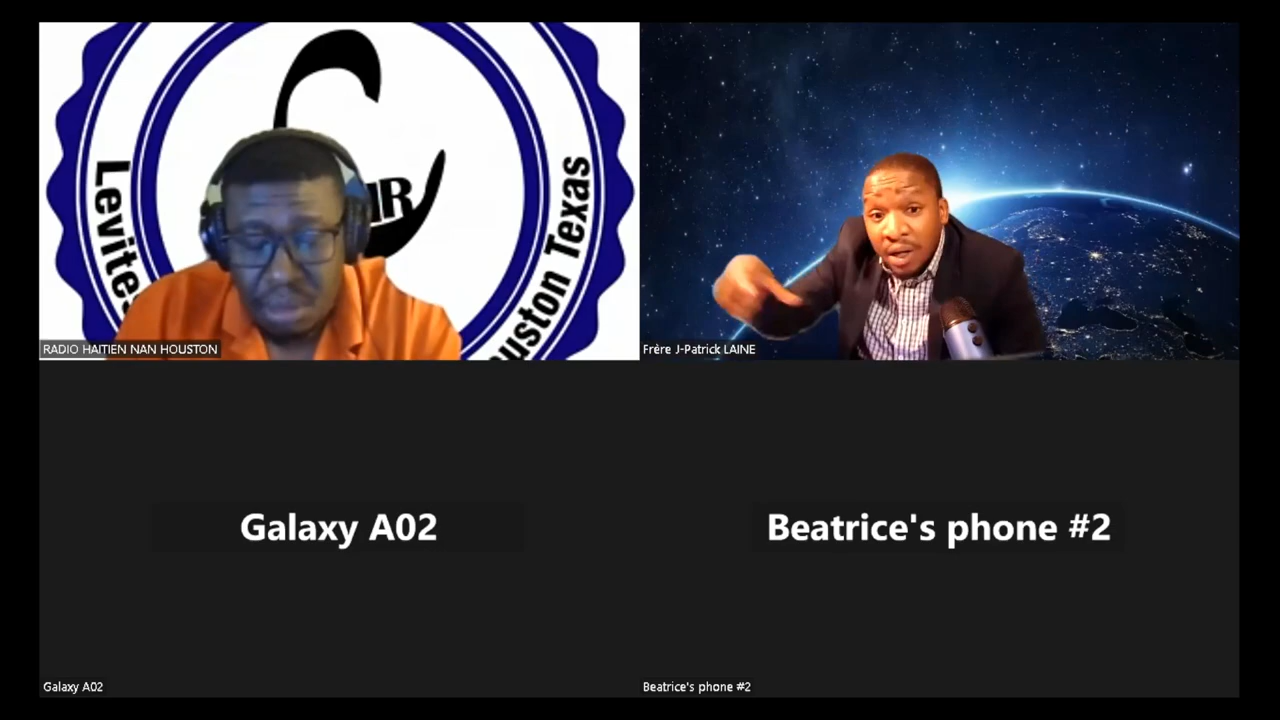 Levites
HR
Houston Texas
RADIO HAITIEN NAN HOUSTON
Frère J-Patrick LAINE
Galaxy A02
Beatrice's phone #2
Galaxy A02
Beatrice's phone #2